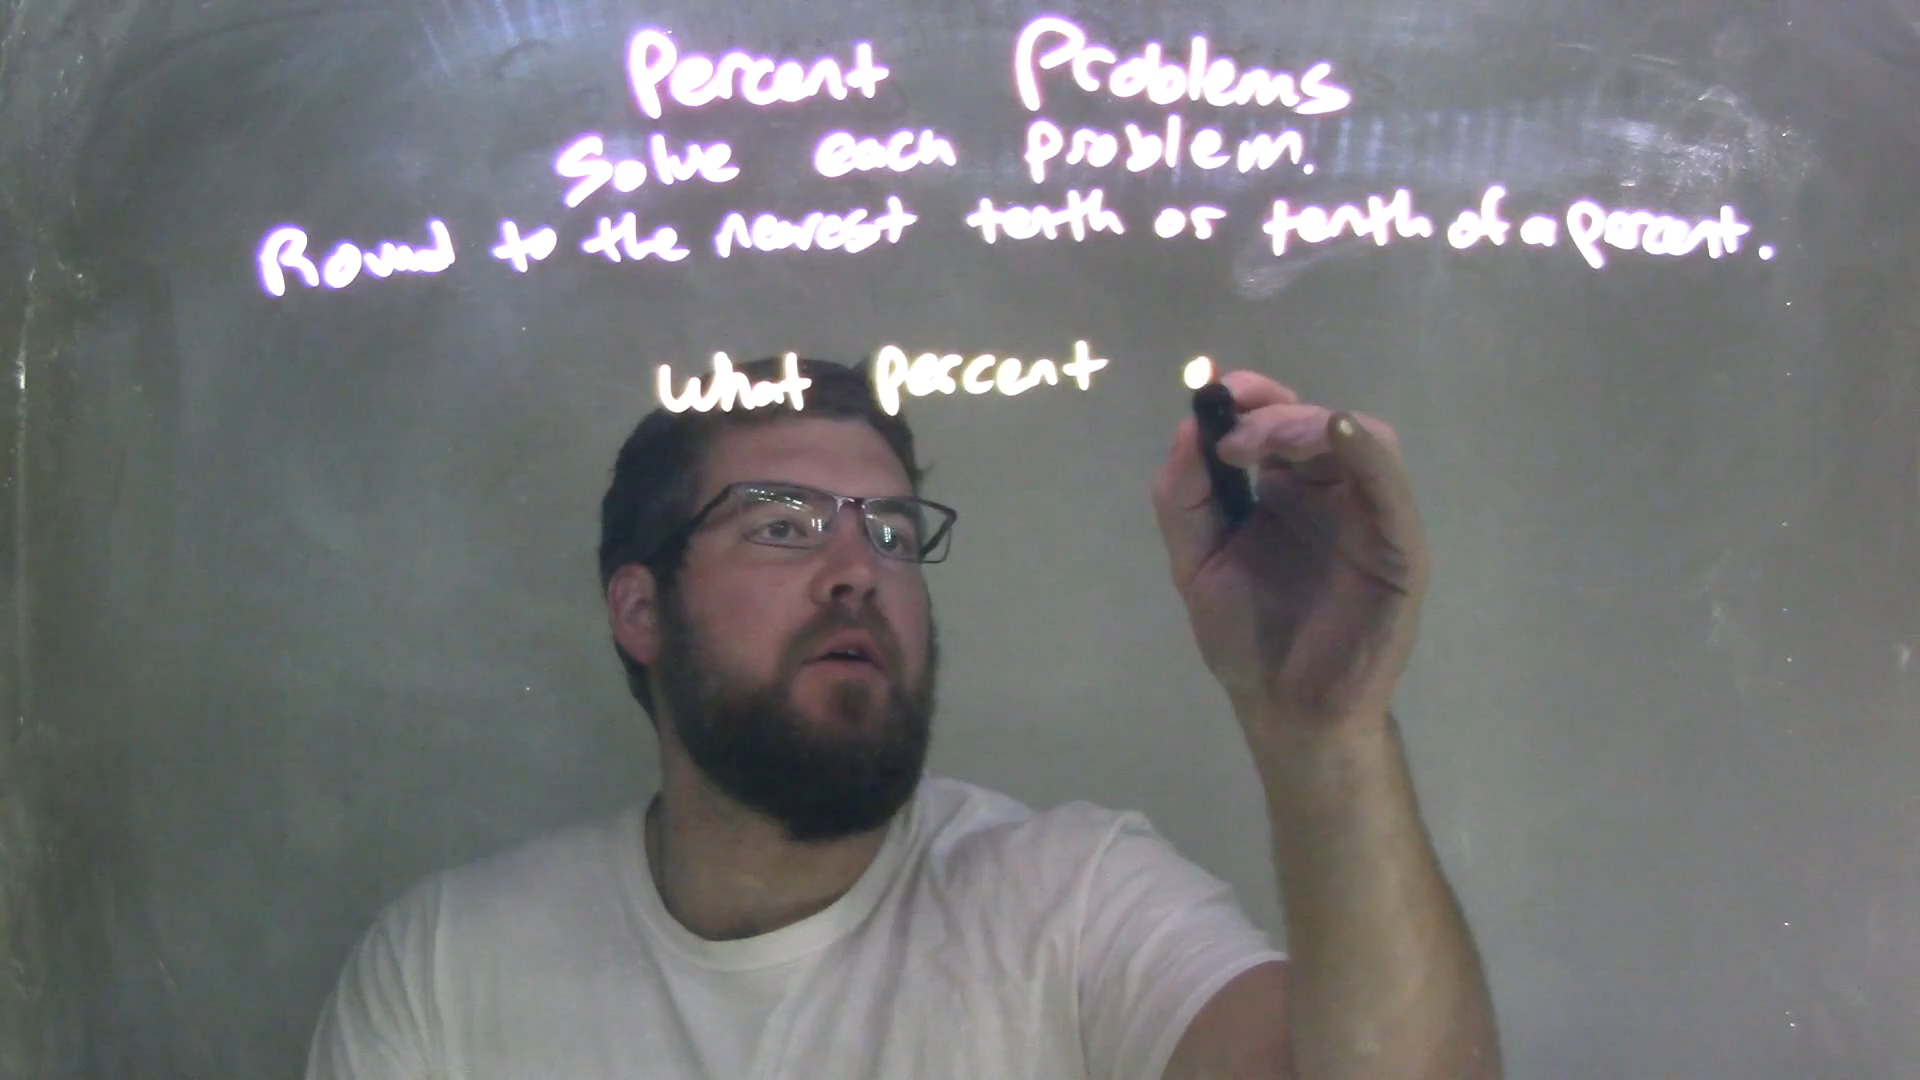 Percent Problems
Solve each problem.
Round to the nearest tenth or tenth of a percent.
What percent o